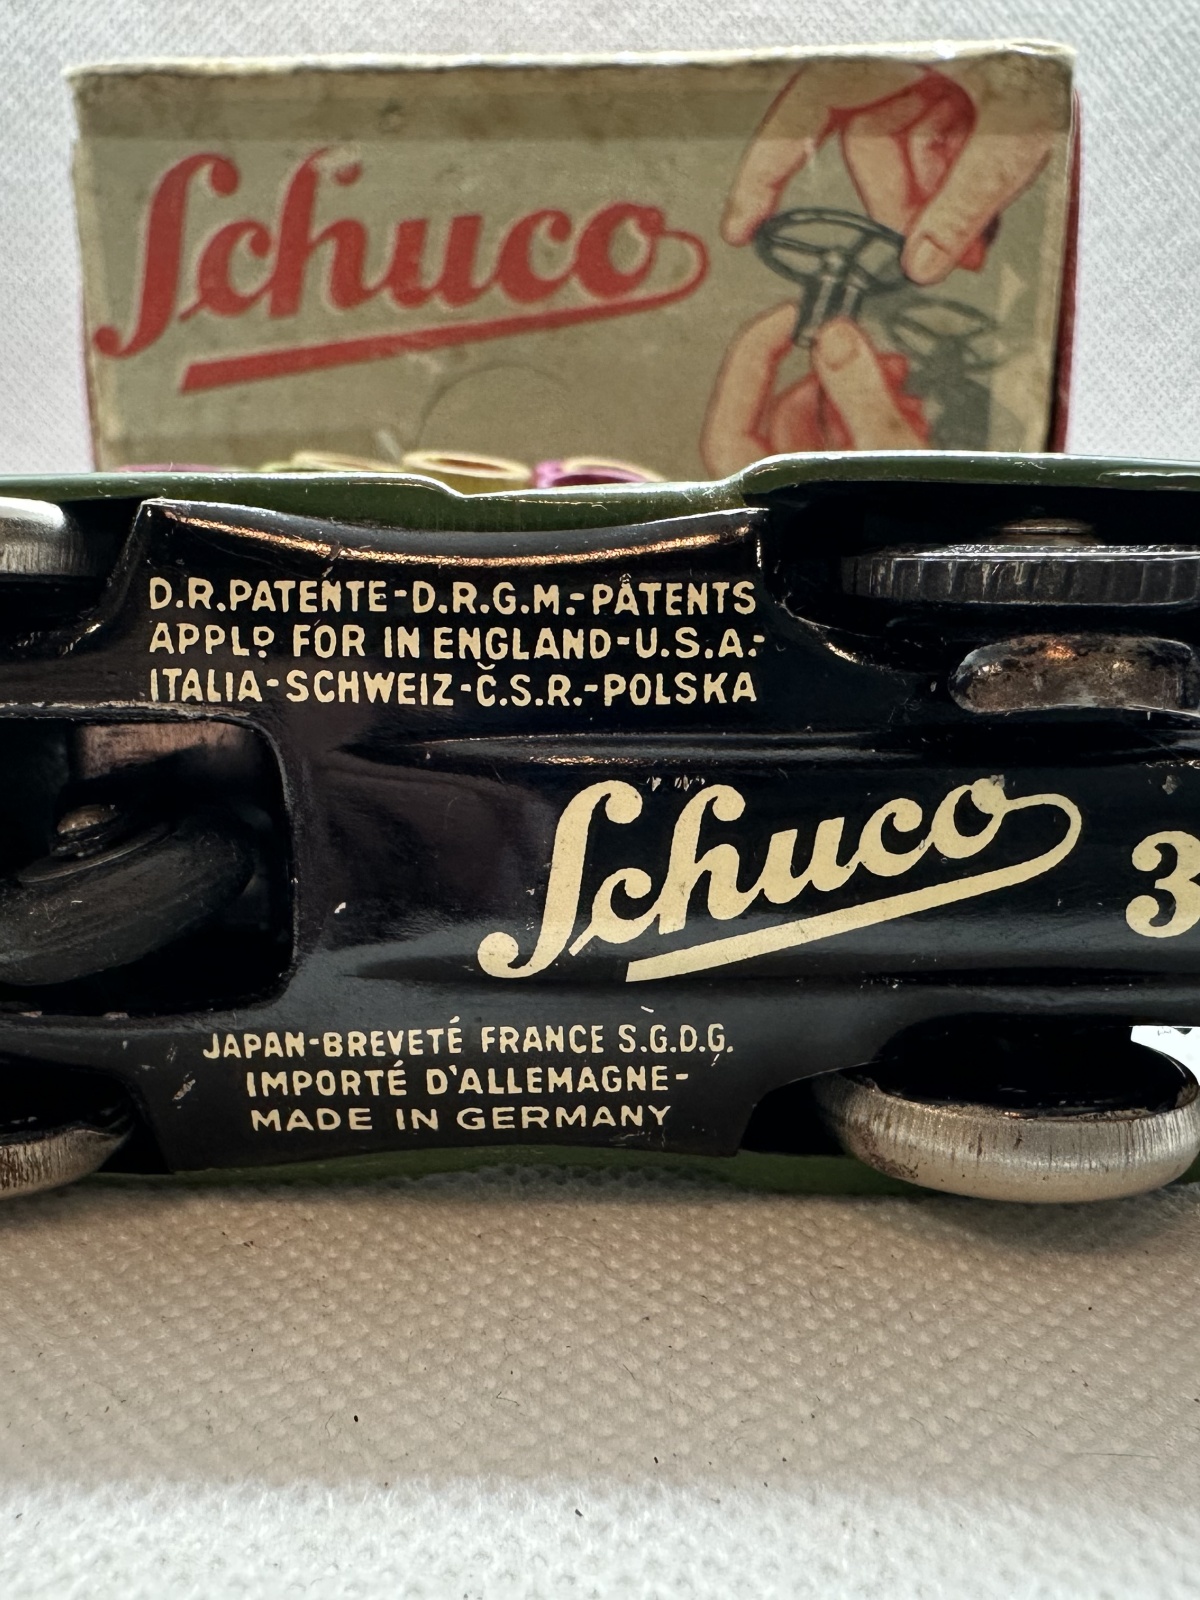 Schuco
D.R.PATENTE-D.R.G.M.-PATENTS
APPLD FOR IN ENGLAND-U.S.A.-
ITALIA-SCHWEIZ-Č.S.R.-POLSKA
Schuco 3
JAPAN-BREVETÉ FRANCE S.G.D.G.
IMPORTÉ D'ALLEMAGNE-
MADE IN GERMANY